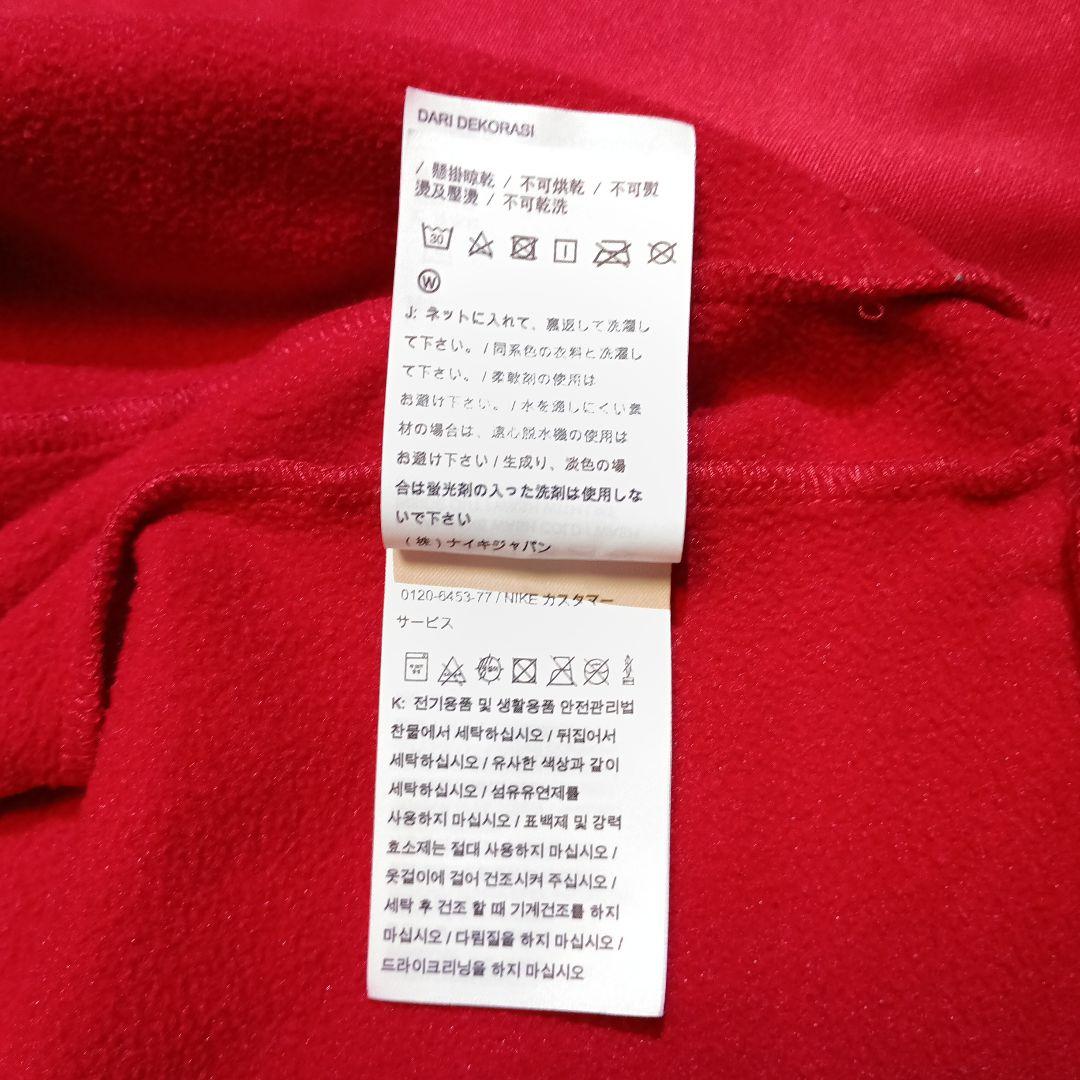 DARI DEKORASI
/ 懸掛晾乾 / 不可烘乾 / 不可熨
燙及壓燙 / 不可乾洗
30
W
J: ネットに入れて、裏返して洗濯し
て下さい。/ 同系色の衣料と洗濯し
て下さい。/ 柔軟剤の使用は
お避け下さい。/ 水を通しにくい素
材の場合は、遠心脱水機の使用は
お避け下さい / 生成り、淡色の場
合は蛍光剤の入った洗剤は使用しな
いで下さい
(株)ナイキジャパン
0120-6453-77 / NIKE カスタマー
サービス
K: 전기용품 및 생활용품 안전관리법
찬물에서 세탁하십시오 / 뒤집어서
세탁하십시오 / 유사한 색상과 같이
세탁하십시오 / 섬유유연제를
사용하지 마십시오 / 표백제 및 강력
효소제는 절대 사용하지 마십시오 /
옷걸이에 걸어 건조시켜 주십시오 /
세탁 후 건조 할 때 기계건조를 하지
마십시오 / 다림질을 하지 마십시오 /
드라이크리닝을 하지 마십시오